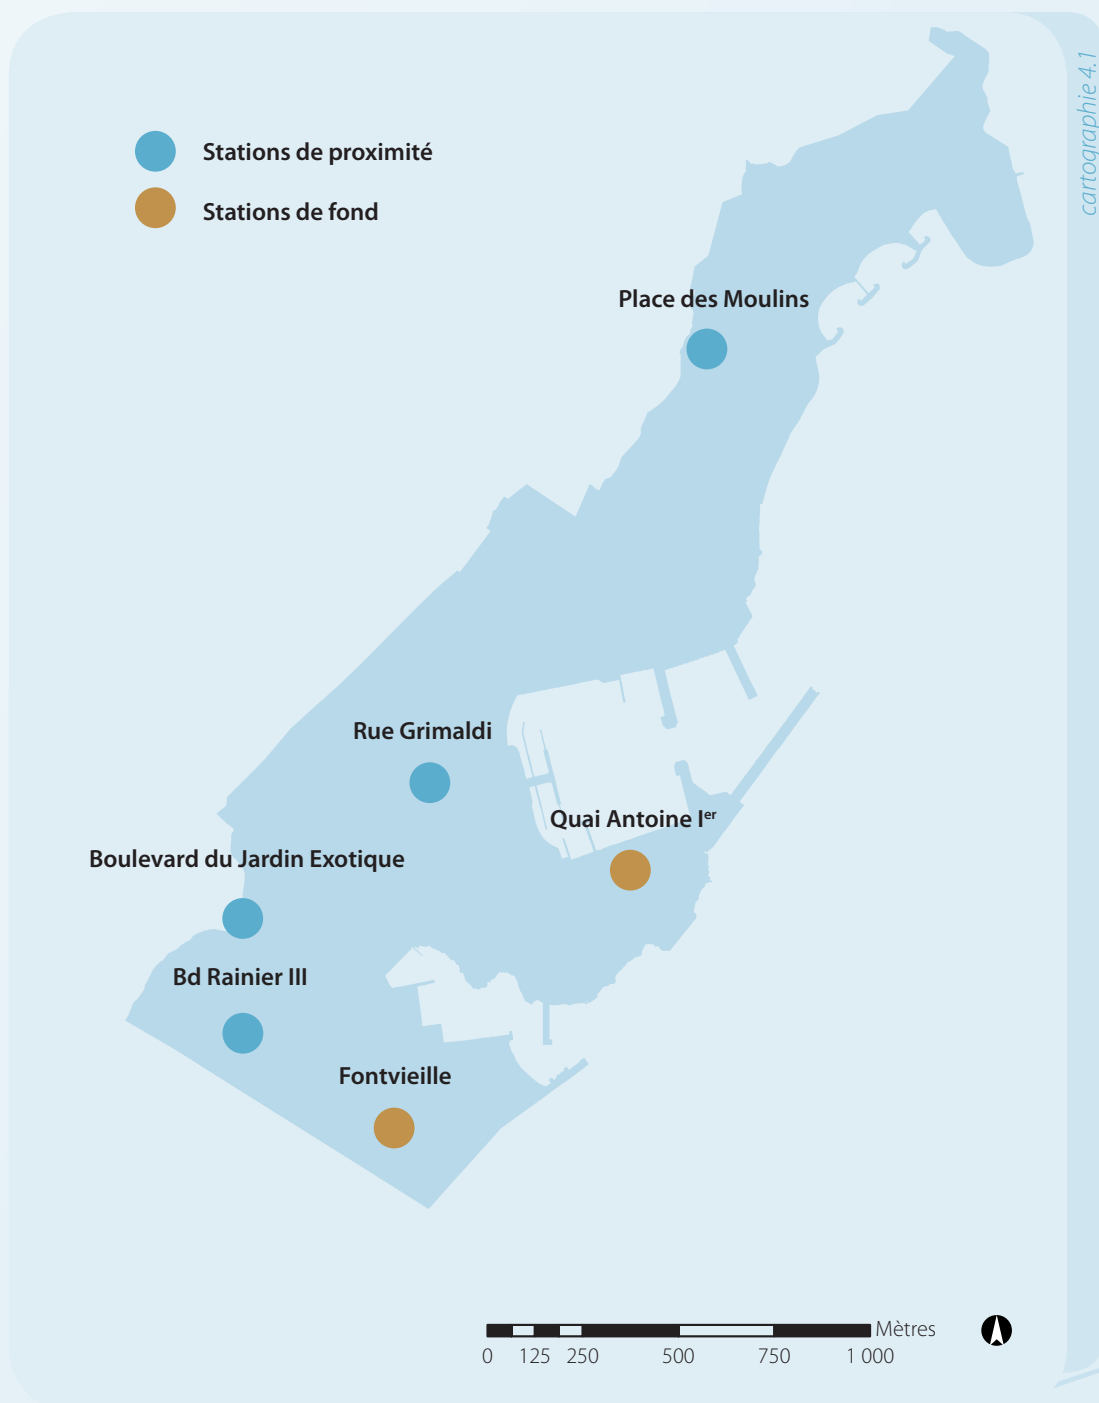 cartographie 4.1
Stations de proximité
Stations de fond
Place des Moulins
Rue Grimaldi
Quai Antoine Iᵉʳ
Boulevard du Jardin Exotique
Bd Rainier III
Fontvieille
Mètres
0 125 250 500 750 1 000